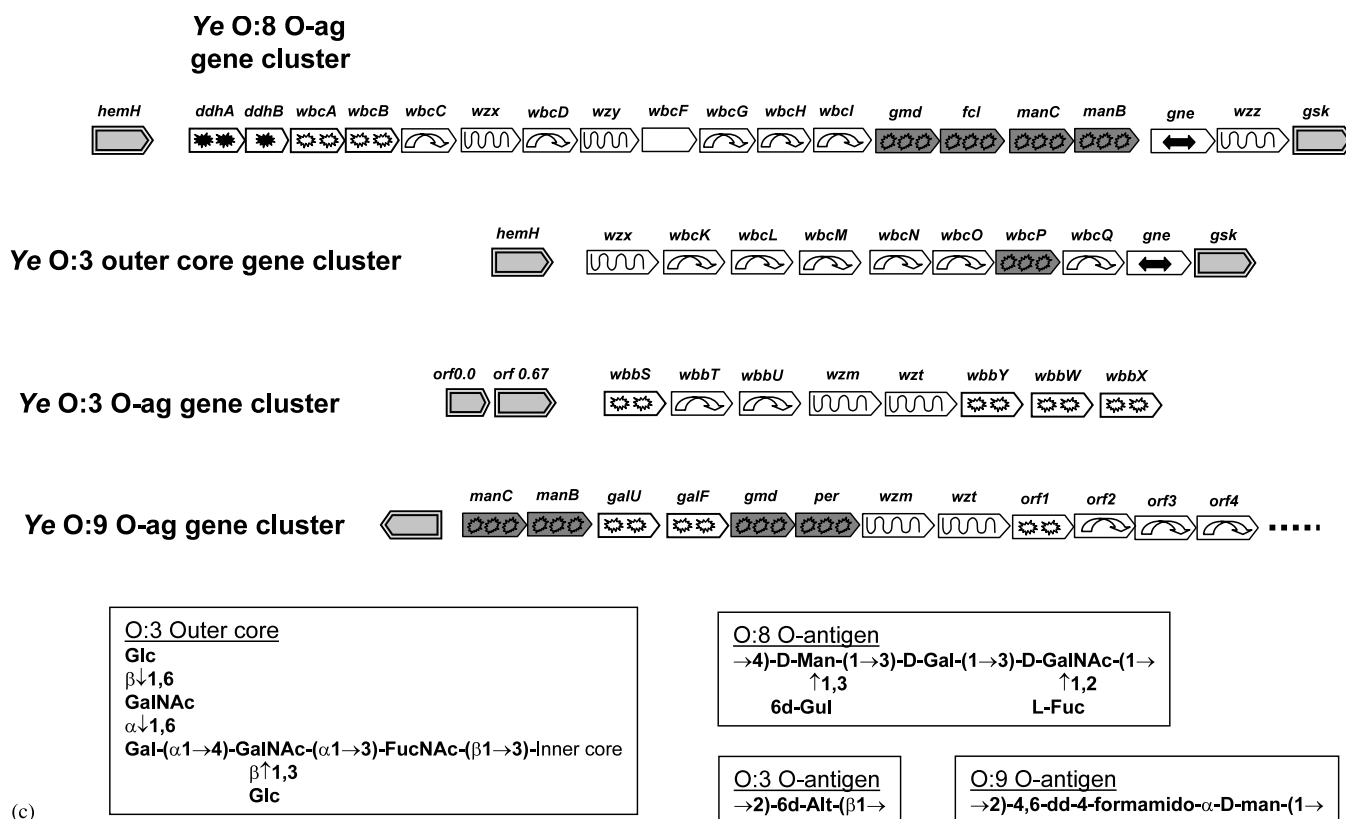 Ye O:8 O-ag
gene cluster
hemH ddhA ddhB wbcA wbcB wbcC wzx wbcD wzy wbcF wbcG wbcH wbcI gmd fcl manC manB gne wzz gsk
Ye O:3 outer core gene cluster
hemH wzx wbcK wbcL wbcM wbcN wbcO wbcP wbcQ gne gsk
Ye O:3 O-ag gene cluster
orf0.0 orf 0.67 wbbS wbbT wbbU wzm wzt wbbY wbbW wbbX
Ye O:9 O-ag gene cluster
manC manB galU galF gmd per wzm wzt orf1 orf2 orf3 orf4
O:3 Outer core
Glc
β↓1,6
GalNAc
α↓1,6
Gal-(α1→4)-GalNAc-(α1→3)-FucNAc-(β1→3)-Inner core
β↑1,3
Glc
O:8 O-antigen
→4)-D-Man-(1→3)-D-Gal-(1→3)-D-GalNAc-(1→
↑1,3 ↑1,2
6d-Gul L-Fuc
O:3 O-antigen
→2)-6d-Alt-(β1→
O:9 O-antigen
→2)-4,6-dd-4-formamido-α-D-man-(1→
(c)